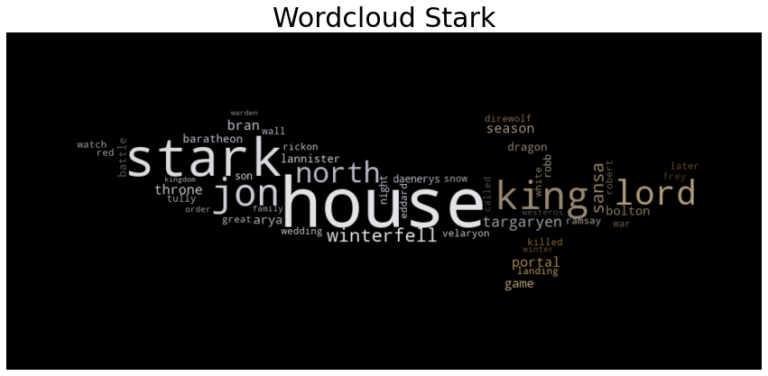 Wordcloud Stark
warden
direwolf
bran
wall
season
baratheon
watch
red
battle
stark
rickon
lannister
dragon
robb
white
robert
later
frey
north
son
kingdom
throne
tully
jon
night
eddard
daenerys
snow
house
called
king
sansa
lord
order
family
great
arya
westeros
bolton
targaryen
ramsay
war
wedding
winterfell
velaryon
killed
winter
portal
landing
game